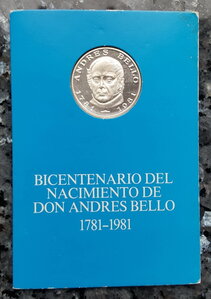 ANDRES BELLO
1781 1981
BICENTENARIO DEL
NACIMIENTO DE
DON ANDRES BELLO
1781-1981